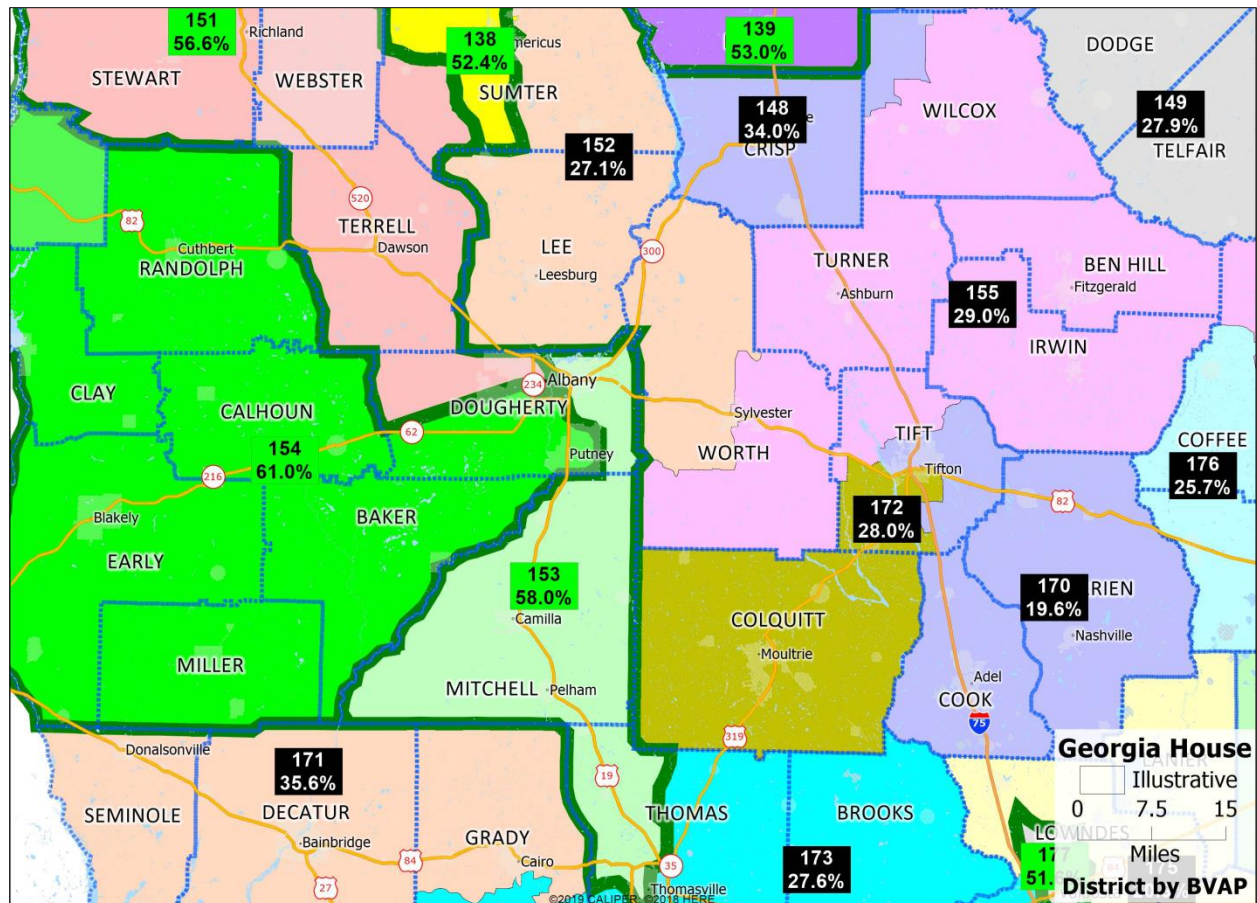 151
56.6%
Richland
138
52.4%
139
53.0%
DODGE
STEWART
WEBSTER
SUMTER
148
34.0%
CRISP
WILCOX
149
27.9%
TELFAIR
152
27.1%
520
82
TERRELL
Cuthbert
Dawson
RANDOLPH
LEE
Leesburg
300
TURNER
Ashburn
BEN HILL
Fitzgerald
155
29.0%
IRWIN
CLAY
CALHOUN
234
Albany
DOUGHERTY
62
Putney
Sylvester
WORTH
TIFT
Tifton
COFFEE
176
25.7%
154
61.0%
216
Blakely
EARLY
BAKER
172
28.0%
82
153
58.0%
Camilla
COLQUITT
Moultrie
170
19.6%
Nashville
MILLER
MITCHELL
Pelham
Adel
COOK
75
319
Donalsonville
171
35.6%
SEMINOLE
DECATUR
Bainbridge
84
27
GRADY
Cairo
19
THOMAS
35
Thomasville
BROOKS
173
27.6%
177
Georgia House
Illustrative
0 7.5 15
Miles
District by BVAP
©2019 CALIPER; ©2018 HERE